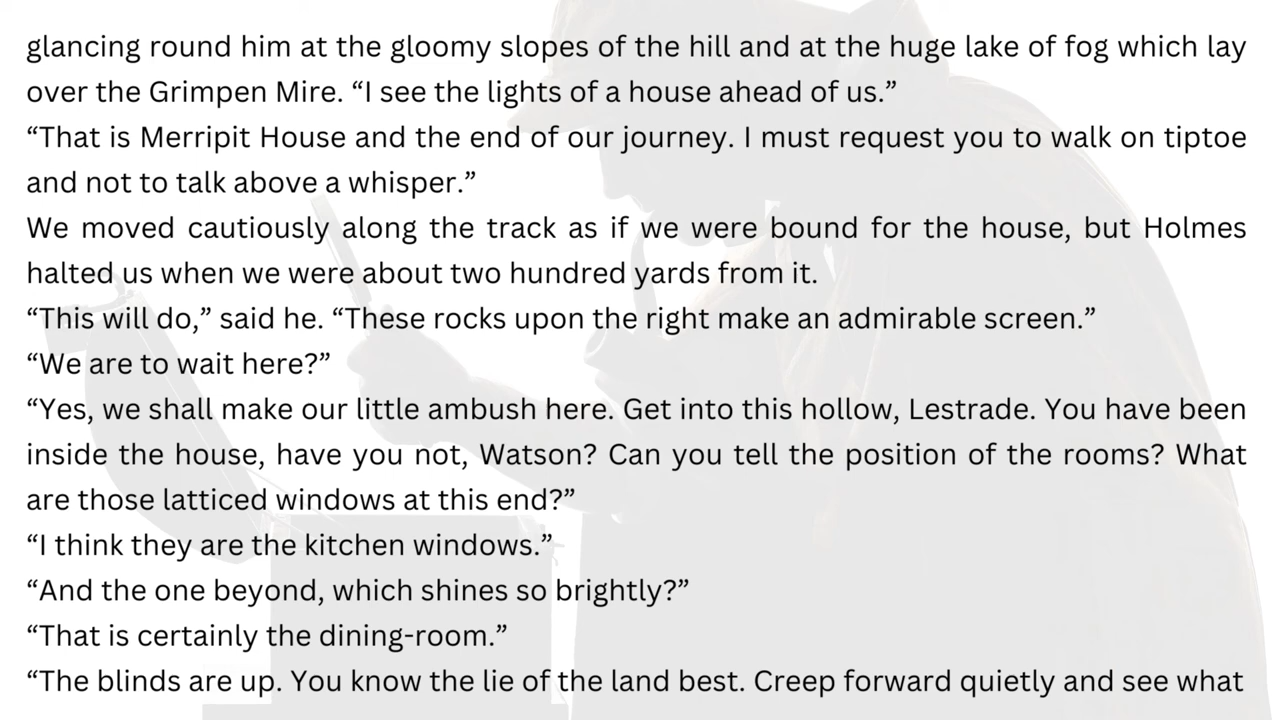 glancing round him at the gloomy slopes of the hill and at the huge lake of fog which lay
over the Grimpen Mire. “I see the lights of a house ahead of us.”
“That is Merripit House and the end of our journey. I must request you to walk on tiptoe
and not to talk above a whisper.”
We moved cautiously along the track as if we were bound for the house, but Holmes
halted us when we were about two hundred yards from it.
“This will do,” said he. “These rocks upon the right make an admirable screen.”
“We are to wait here?”
“Yes, we shall make our little ambush here. Get into this hollow, Lestrade. You have been
inside the house, have you not, Watson? Can you tell the position of the rooms? What
are those latticed windows at this end?”
“I think they are the kitchen windows.”
“And the one beyond, which shines so brightly?”
“That is certainly the dining-room.”
“The blinds are up. You know the lie of the land best. Creep forward quietly and see what